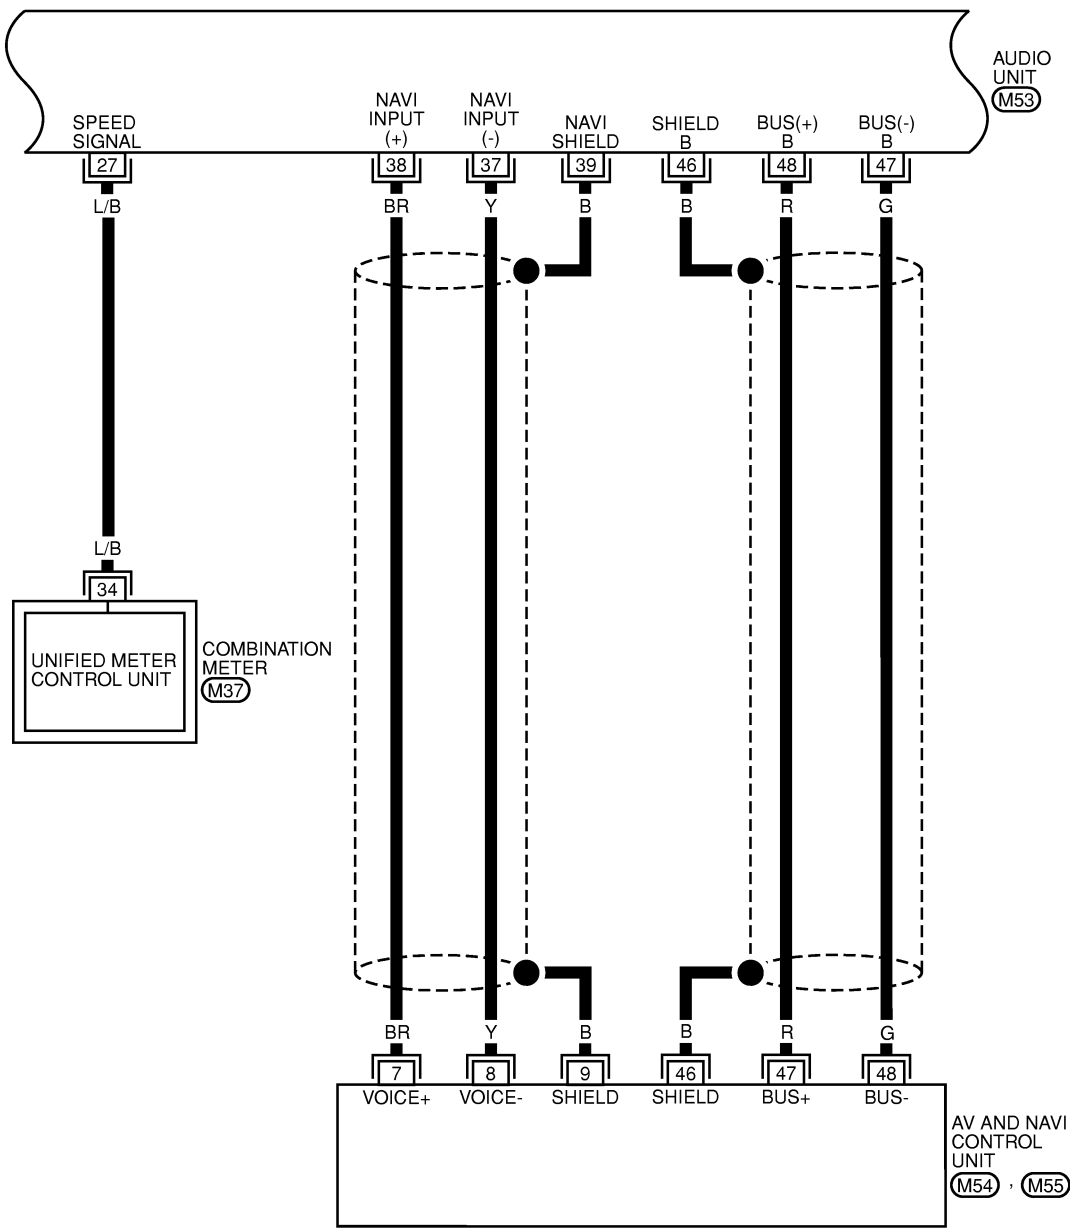 AUDIO
UNIT
M53
SPEED
SIGNAL
NAVI
INPUT
(+)
NAVI
INPUT
(-)
NAVI
SHIELD
SHIELD
B
BUS(+)
B
BUS(-)
B
27
38
37
39
46
48
47
L/B
BR
Y
B
B
R
G
L/B
34
UNIFIED METER
CONTROL UNIT
COMBINATION
METER
M37
BR
Y
B
B
R
G
7
8
9
46
47
48
VOICE+
VOICE-
SHIELD
SHIELD
BUS+
BUS-
AV AND NAVI
CONTROL
UNIT
M54 , M55